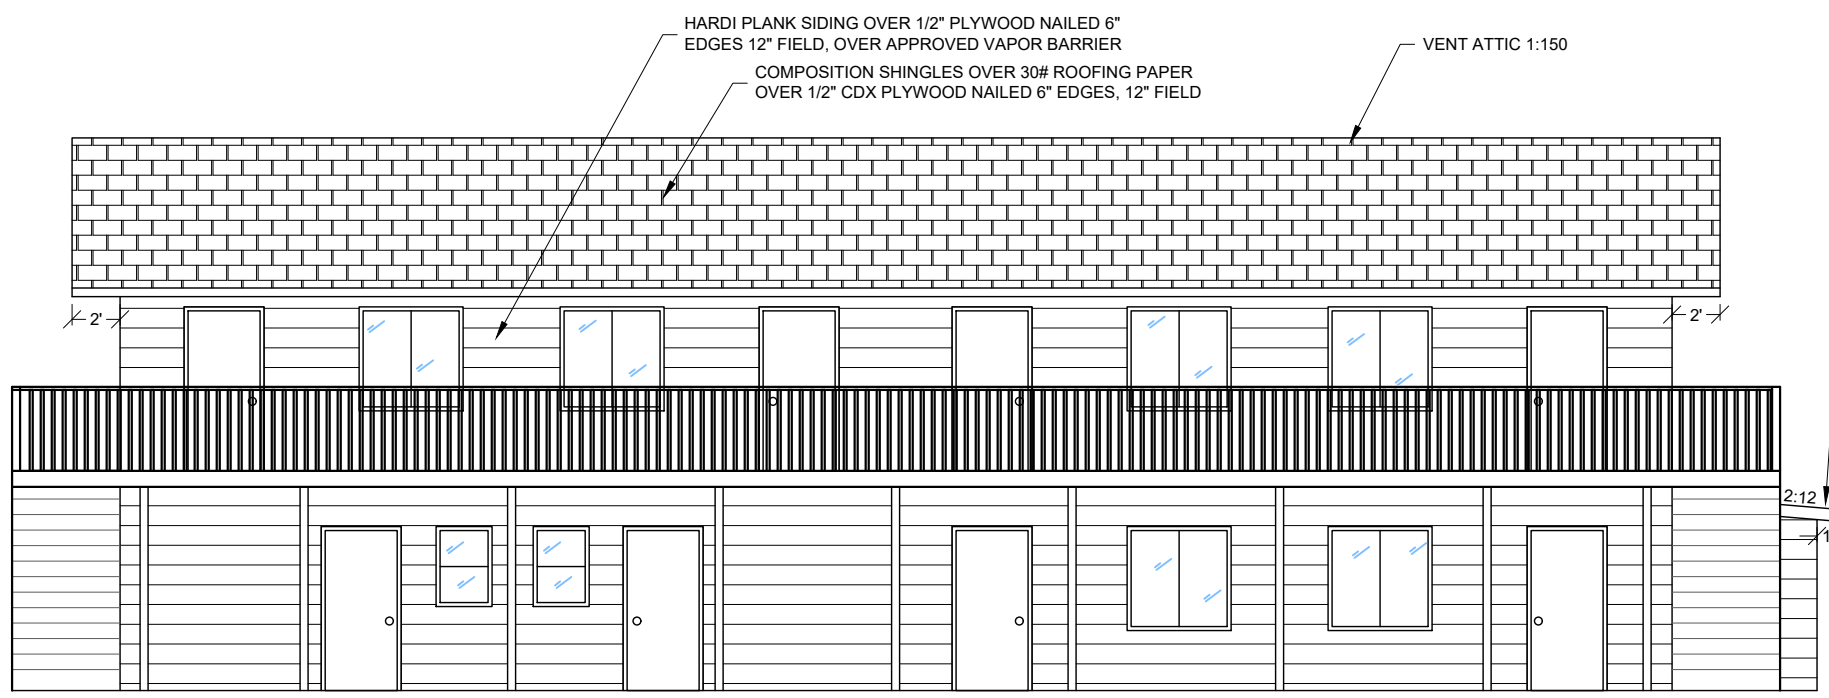 HARDI PLANK SIDING OVER 1/2" PLYWOOD NAILED 6"
EDGES 12" FIELD, OVER APPROVED VAPOR BARRIER
VENT ATTIC 1:150
COMPOSITION SHINGLES OVER 30# ROOFING PAPER
OVER 1/2" CDX PLYWOOD NAILED 6" EDGES, 12" FIELD
2'
2'
2:12